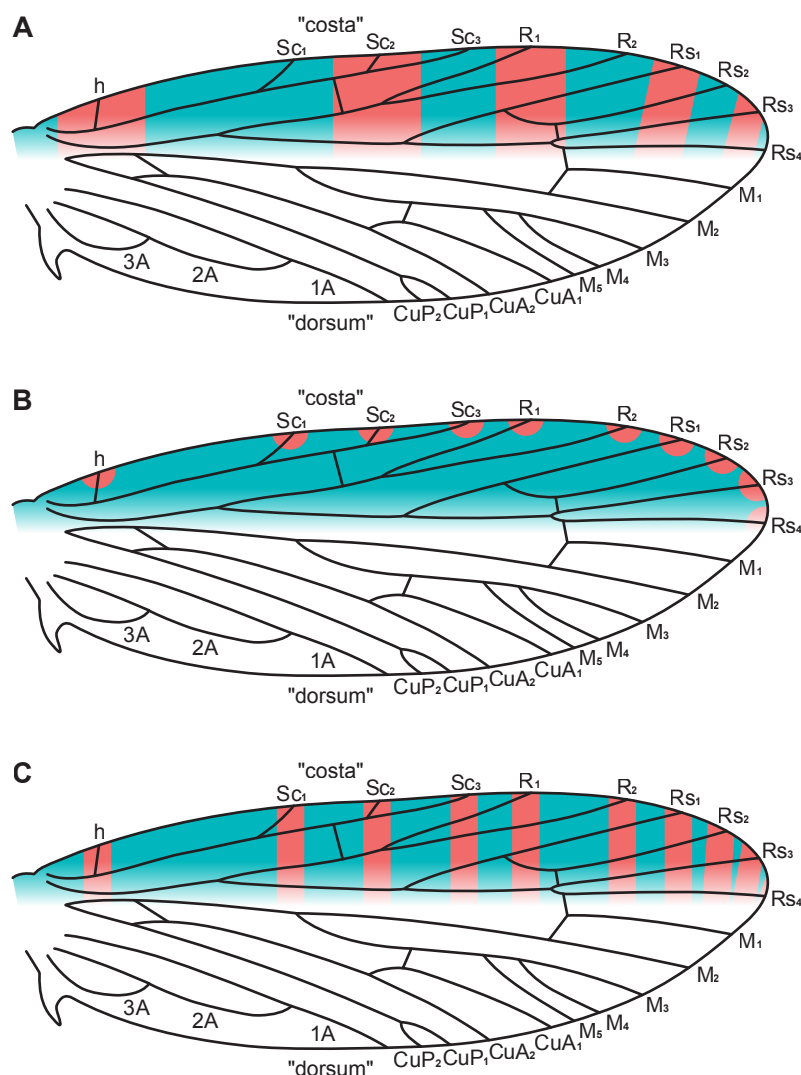 A
"costa"
h Sc₁ Sc₂ Sc₃ R₁ R₂ Rs₁ Rs₂ Rs₃ Rs₄
M₁
M₂
M₃
3A 2A 1A CuP₂ CuP₁ CuA₂ CuA₁ M₅ M₄
"dorsum"
B
"costa"
h Sc₁ Sc₂ Sc₃ R₁ R₂ Rs₁ Rs₂ Rs₃ Rs₄
M₁
M₂
M₃
3A 2A 1A CuP₂ CuP₁ CuA₂ CuA₁ M₅ M₄
"dorsum"
C
"costa"
h Sc₁ Sc₂ Sc₃ R₁ R₂ Rs₁ Rs₂ Rs₃ Rs₄
M₁
M₂
M₃
3A 2A 1A CuP₂ CuP₁ CuA₂ CuA₁ M₅ M₄
"dorsum"